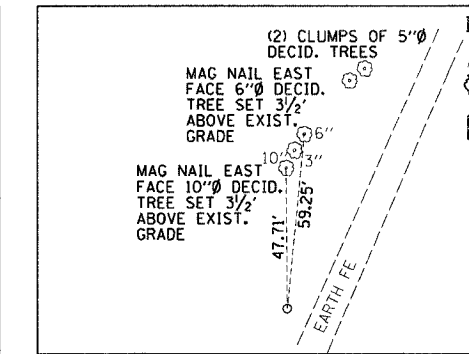 (2) CLUMPS OF 5"Ø
DECID. TREES
MAG NAIL EAST
FACE 6"Ø DECID.
TREE SET 3½'
ABOVE EXIST.
GRADE
6"
10"
3"
MAG NAIL EAST
FACE 10"Ø DECID.
TREE SET 3½'
ABOVE EXIST.
GRADE
47.71'
59.25'
EARTH FE